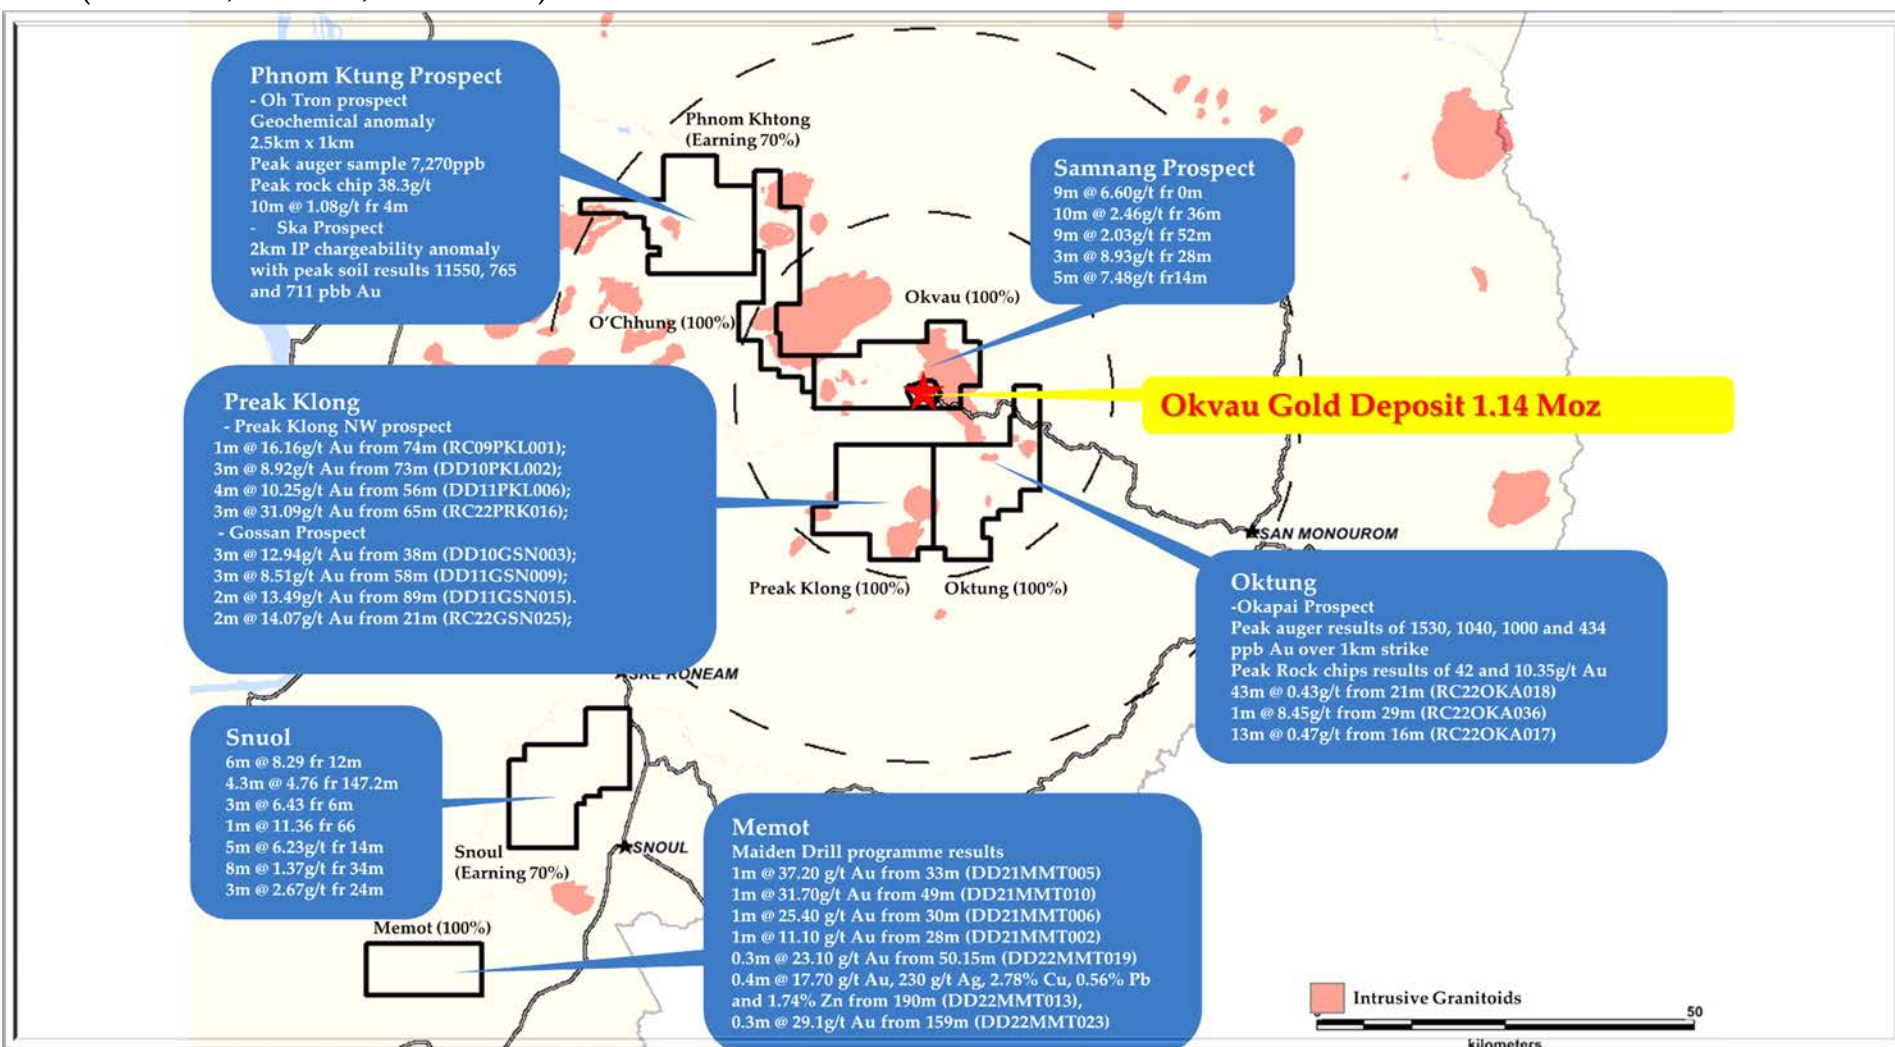 Phnom Ktung Prospect
- Oh Tron prospect
Geochemical anomaly
2.5km x 1km
Peak auger sample 7,270ppb
Peak rock chip 38.3g/t
10m @ 1.08g/t fr 4m
- Ska Prospect
2km IP chargeability anomaly
with peak soil results 11550, 765
and 711 pbb Au
Phnom Khtong
(Earning 70%)
Samnang Prospect
9m @ 6.60g/t fr 0m
10m @ 2.46g/t fr 36m
9m @ 2.03g/t fr 52m
3m @ 8.93g/t fr 28m
5m @ 7.48g/t fr14m
Okvau (100%)
O'Chhung (100%)
Okvau Gold Deposit 1.14 Moz
Preak Klong
- Preak Klong NW prospect
1m @ 16.16g/t Au from 74m (RC09PKL001);
3m @ 8.92g/t Au from 73m (DD10PKL002);
4m @ 10.25g/t Au from 56m (DD11PKL006);
3m @ 31.09g/t Au from 65m (RC22PRK016);
- Gossan Prospect
3m @ 12.94g/t Au from 38m (DD10GSN003);
3m @ 8.51g/t Au from 58m (DD11GSN009);
2m @ 13.49g/t Au from 89m (DD11GSN015).
2m @ 14.07g/t Au from 21m (RC22GSN025);
SAN MONOUROM
Preak Klong (100%)
Oktung (100%)
Oktung
-Okapai Prospect
Peak auger results of 1530, 1040, 1000 and 434
ppb Au over 1km strike
Peak Rock chips results of 42 and 10.35g/t Au
43m @ 0.43g/t from 21m (RC22OKA018)
1m @ 8.45g/t from 29m (RC22OKA036)
13m @ 0.47g/t from 16m (RC22OKA017)
SRE RONEAM
Snuol
6m @ 8.29 fr 12m
4.3m @ 4.76 fr 147.2m
3m @ 6.43 fr 6m
1m @ 11.36 fr 66
5m @ 6.23g/t fr 14m
8m @ 1.37g/t fr 34m
3m @ 2.67g/t fr 24m
Snoul
(Earning 70%)
SNOUL
Memot (100%)
Memot
Maiden Drill programme results
1m @ 37.20 g/t Au from 33m (DD21MMT005)
1m @ 31.70g/t Au from 49m (DD21MMT010)
1m @ 25.40 g/t Au from 30m (DD21MMT006)
1m @ 11.10 g/t Au from 28m (DD21MMT002)
0.3m @ 23.10 g/t Au from 50.15m (DD22MMT019)
0.4m @ 17.70 g/t Au, 230 g/t Ag, 2.78% Cu, 0.56% Pb
and 1.74% Zn from 190m (DD22MMT013),
0.3m @ 29.1g/t Au from 159m (DD22MMT023)
Intrusive Granitoids
50
kilometers